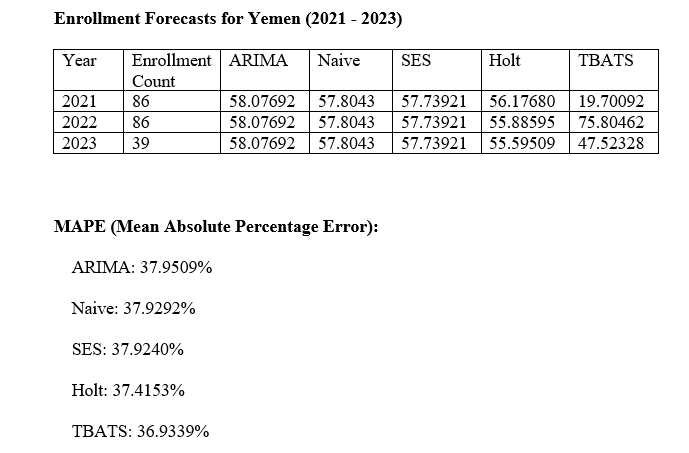 Enrollment Forecasts for Yemen (2021 - 2023)
Year Enrollment Count ARIMA Naive SES Holt TBATS
2021 86 58.07692 57.8043 57.73921 56.17680 19.70092
2022 86 58.07692 57.8043 57.73921 55.88595 75.80462
2023 39 58.07692 57.8043 57.73921 55.59509 47.52328
MAPE (Mean Absolute Percentage Error):
ARIMA: 37.9509%
Naive: 37.9292%
SES: 37.9240%
Holt: 37.4153%
TBATS: 36.9339%